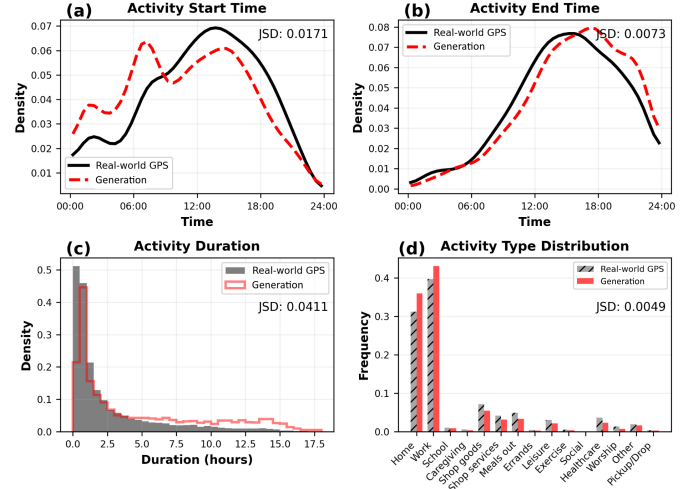 (a) Activity Start Time
JSD: 0.0171
0.07
0.06
0.05
0.04
0.03
0.02
0.01
Density
Real-world GPS
Generation
00:00 06:00 12:00 18:00 24:00
Time
(b) Activity End Time
JSD: 0.0073
0.08
0.07
0.06
0.05
0.04
0.03
0.02
0.01
0.00
Density
Real-world GPS
Generation
00:00 06:00 12:00 18:00 24:00
Time
(c) Activity Duration
Real-world GPS
Generation
JSD: 0.0411
0.5
0.4
0.3
0.2
0.1
0.0
Density
0.0 2.5 5.0 7.5 10.0 12.5 15.0 17.5
Duration (hours)
(d) Activity Type Distribution
Real-world GPS
Generation
JSD: 0.0049
0.5
0.4
0.3
0.2
0.1
0.0
Frequency
Home
Work
School
Caregiving
Shop goods
Shop services
Meals out
Errands
Leisure
Exercise
Social
Healthcare
Worship
Other
Pickup/Drop